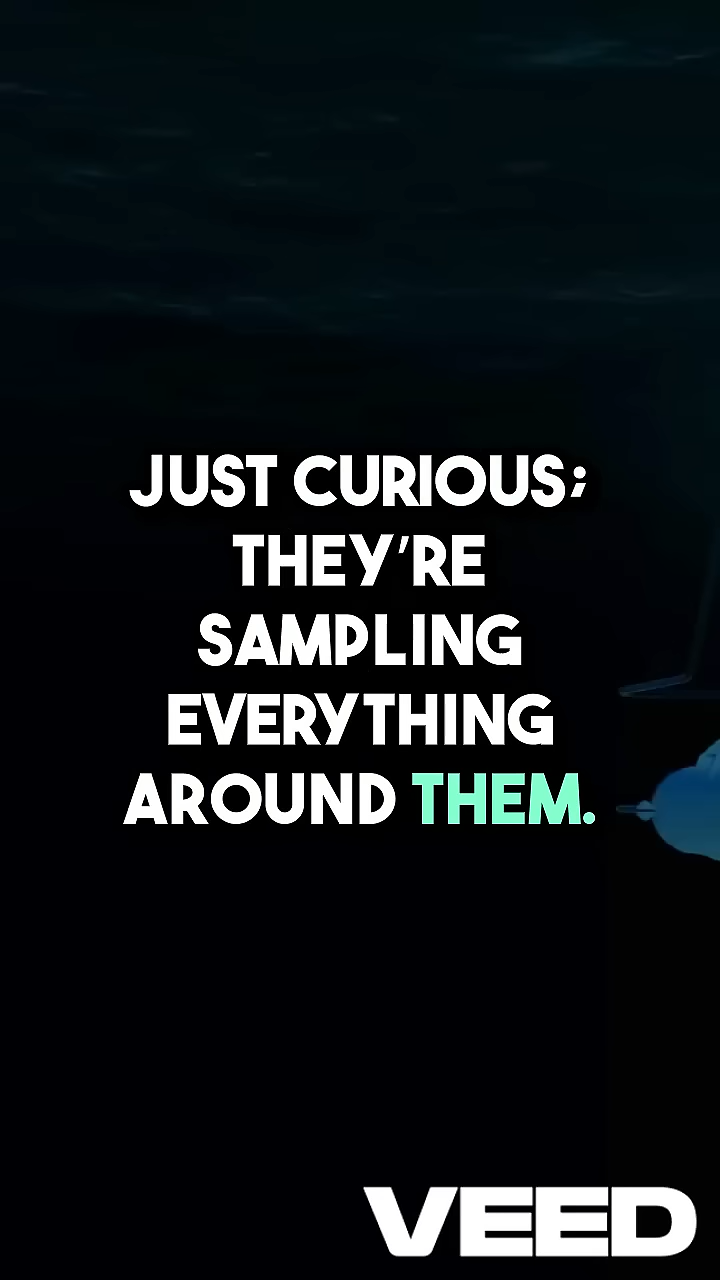 JUST CURIOUS;
THEY'RE
SAMPLING
EVERYTHING
AROUND THEM.
VEED